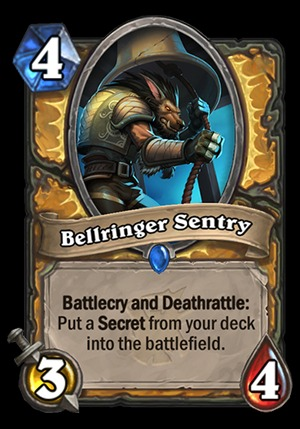 4
Bellringer Sentry
Battlecry and Deathrattle:
Put a Secret from your deck
into the battlefield.
3
4